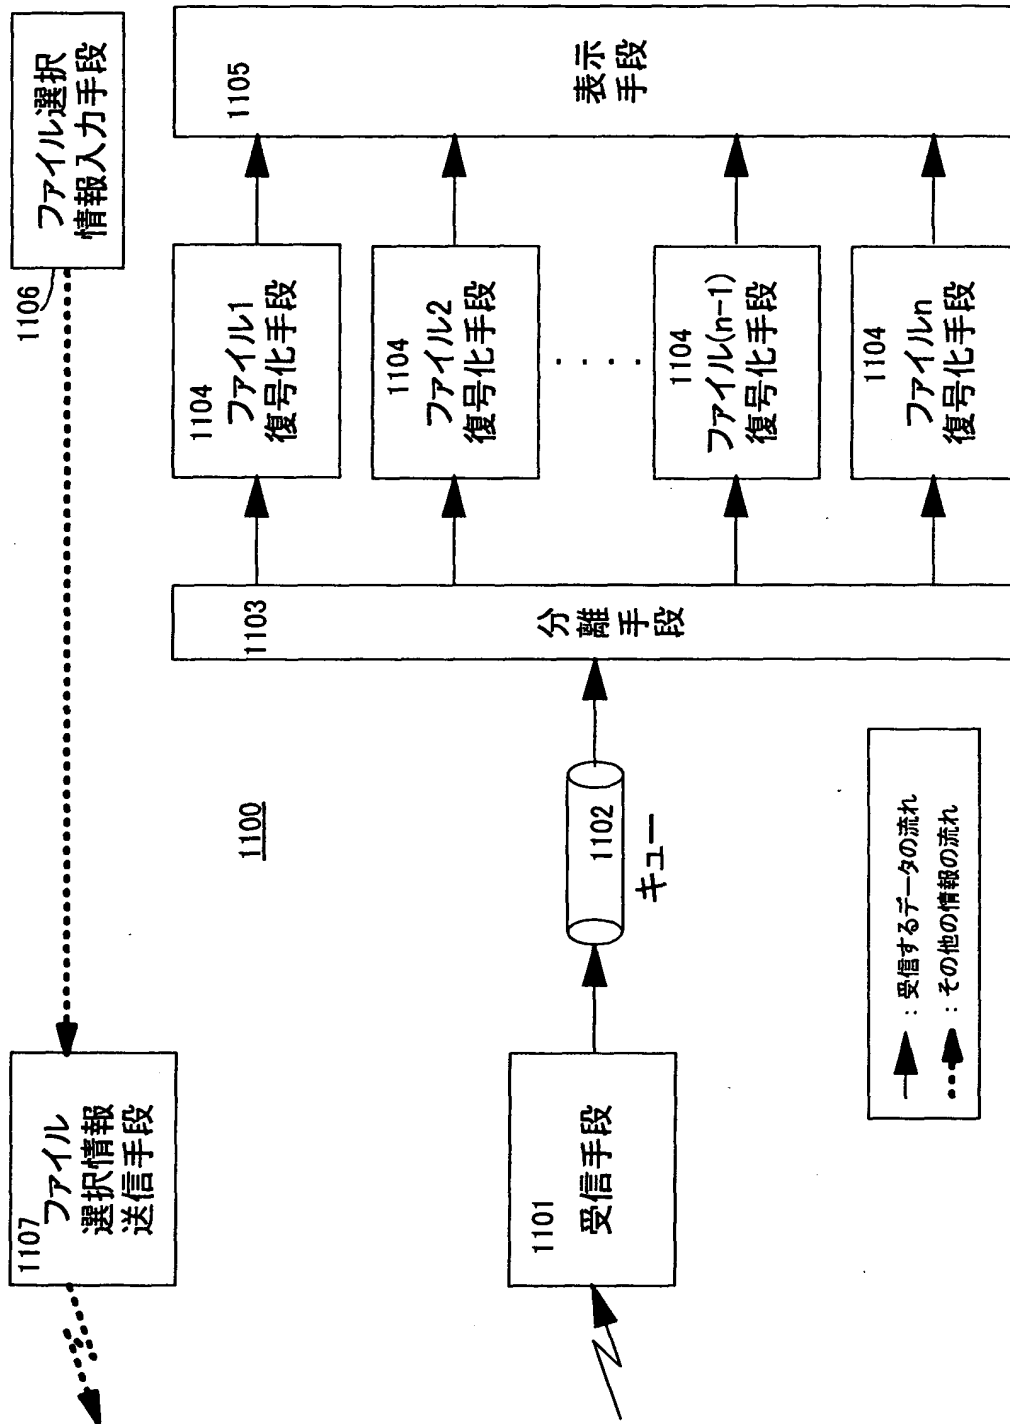 1107
ファイル
選択情報
送信手段
1106
ファイル選択
情報入力手段
1100
1101
受信手段
1102
キュー
1103
分離手段
1104
ファイル1
復号化手段
1104
ファイル2
復号化手段
・・・・
1104
ファイル(n-1)
復号化手段
1104
ファイルn
復号化手段
1105
表示
手段
：受信するデータの流れ
：その他の情報の流れ